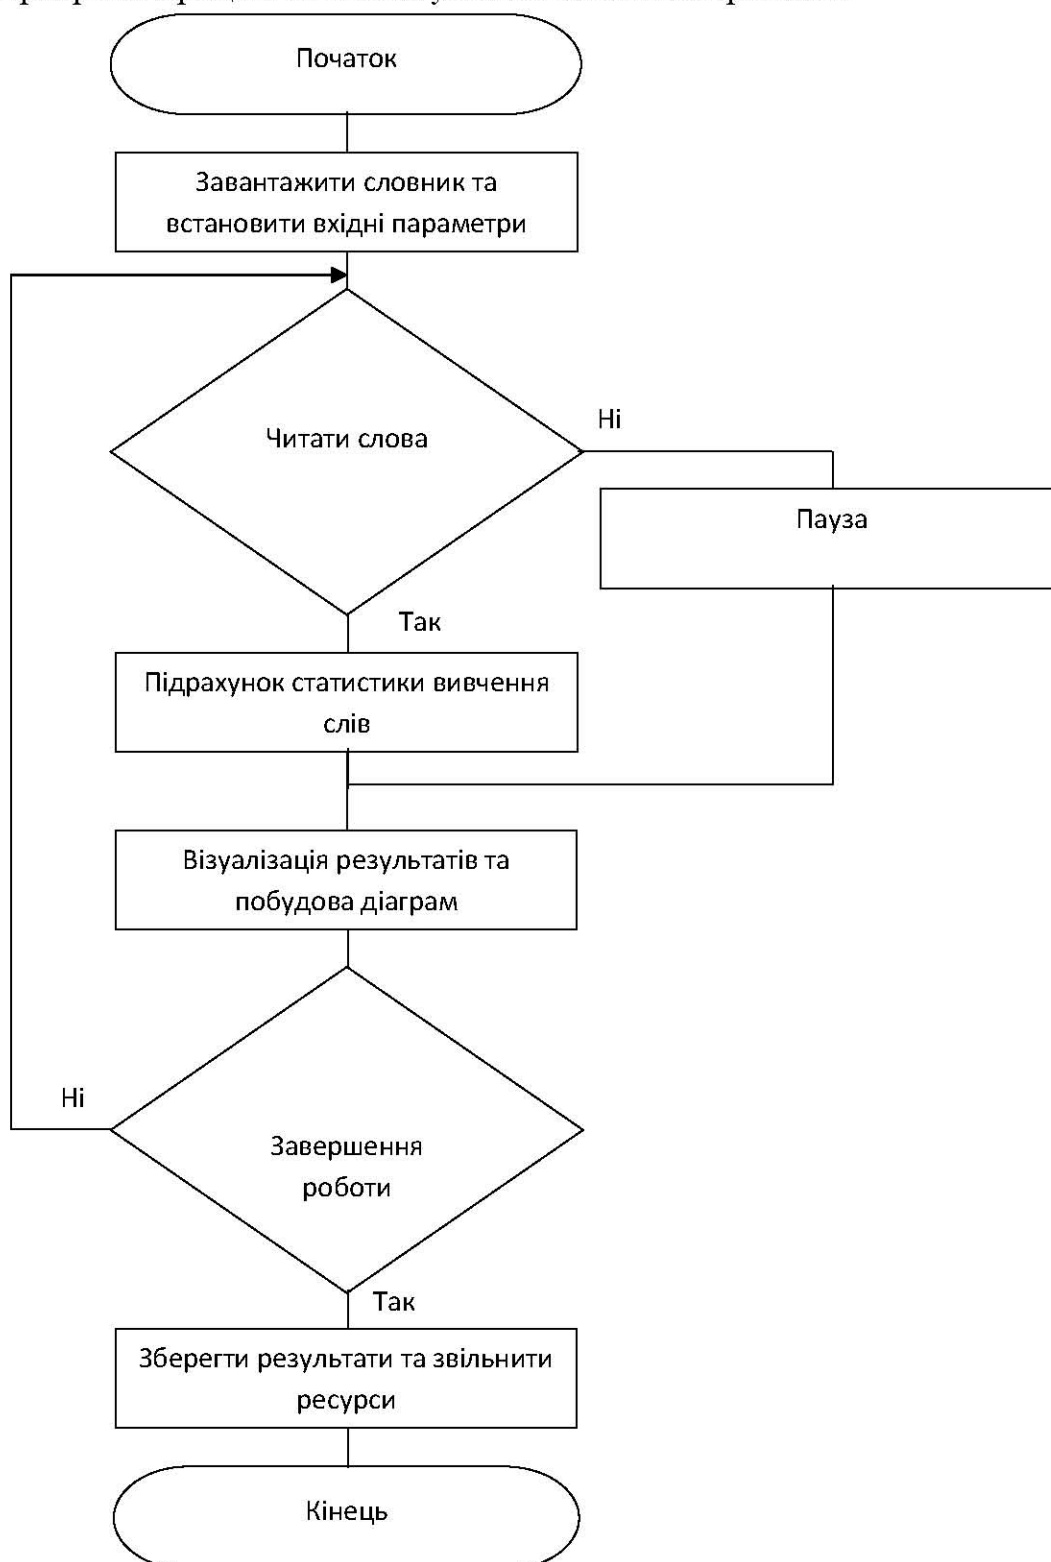 Початок
Завантажити словник та
встановити вхідні параметри
Читати слова
Ні
Пауза
Так
Підрахунок статистики вивчення
слів
Візуалізація результатів та
побудова діаграм
Ні
Завершення
роботи
Так
Зберегти результати та звільнити
ресурси
Кінець